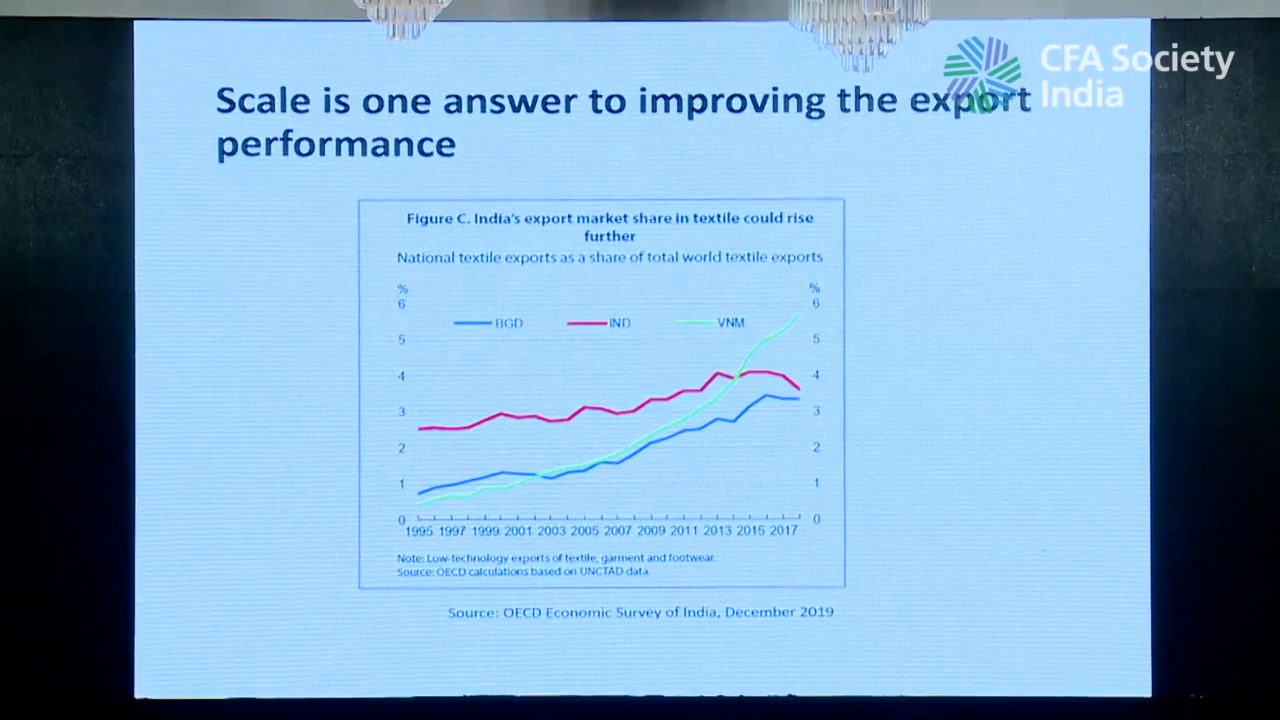 CFA Society
India
Scale is one answer to improving the export
performance
Figure C. India's export market share in textile could rise
further
National textile exports as a share of total world textile exports
% %
6 6
BGD IND VNM
5 5
4 4
3 3
2 2
1 1
0 0
1995 1997 1999 2001 2003 2005 2007 2009 2011 2013 2015 2017
Note: Low-technology exports of textile, garment and footwear.
Source: OECD calculations based on UNCTAD data.
Source: OECD Economic Survey of India, December 2019